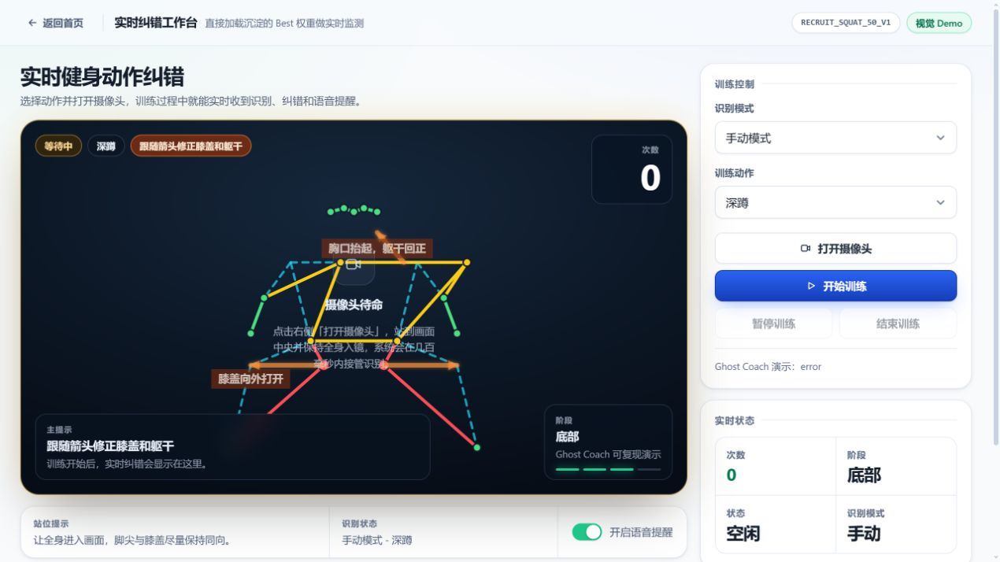 返回首页
实时纠错工作台
直接加载沉淀的 Best 权重做实时监测
RECRUIT_SQUAT_50_V1
视觉 Demo
实时健身动作纠错
选择动作并打开摄像头，训练过程中就能实时收到识别、纠错和语音提醒。
等待中
深蹲
跟随箭头修正膝盖和躯干
次数
0
胸口抬起，躯干回正
摄像头待命
点击右侧「打开摄像头」，站到画面
中央并保持全身入镜，系统会在几百
毫秒内接管识别。
膝盖向外打开
主提示
跟随箭头修正膝盖和躯干
训练开始后，实时纠错会显示在这里。
阶段
底部
Ghost Coach 可复现演示
站位提示
让全身进入画面，脚尖与膝盖尽量保持同向。
识别状态
手动模式 - 深蹲
开启语音提醒
训练控制
识别模式
手动模式
训练动作
深蹲
打开摄像头
开始训练
暂停训练
结束训练
Ghost Coach 演示：error
实时状态
次数
0
阶段
底部
状态
空闲
识别模式
手动